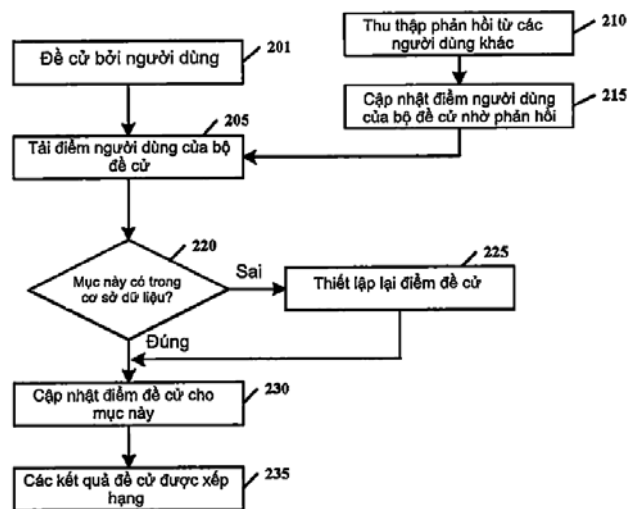 Đề cử bởi người dùng
201
Thu thập phản hồi từ các
người dùng khác
210
Cập nhật điểm người dùng
của bộ đề cử nhờ phản hồi
215
205
Tải điểm người dùng của bộ
đề cử
220
Mục này có trong
cơ sở dữ liệu?
Sai
225
Thiết lập lại điểm đề cử
Đúng
Cập nhật điểm đề cử cho
mục này
230
Các kết quả đề cử được xếp
hạng
235